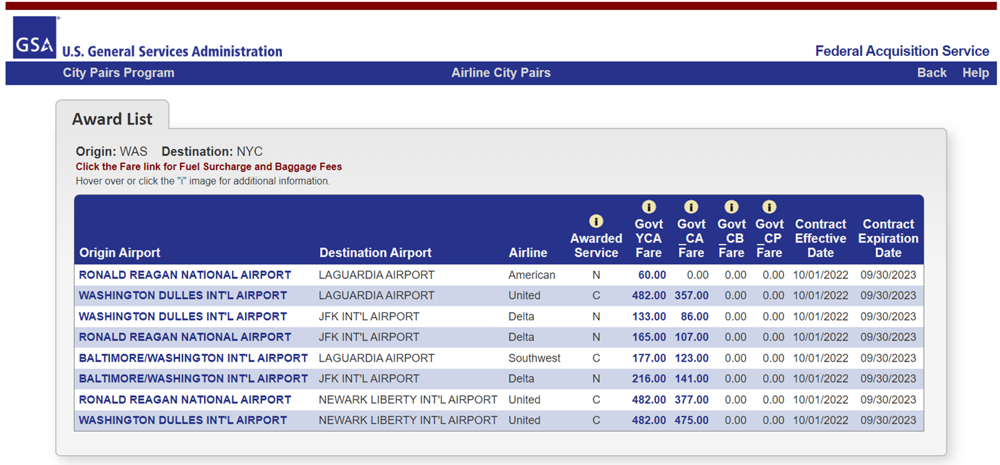 GSA
U.S. General Services Administration
Federal Acquisition Service
City Pairs Program Airline City Pairs Back Help
Award List
Origin: WAS Destination: NYC
Click the Fare link for Fuel Surcharge and Baggage Fees
Hover over or click the "i" image for additional information.
Origin Airport Destination Airport Airline i Awarded Service i Govt YCA Fare i Govt _CA Fare i Govt _CB Fare i Govt _CP Fare Contract Effective Date Contract Expiration Date
RONALD REAGAN NATIONAL AIRPORT LAGUARDIA AIRPORT American N 60.00 0.00 0.00 0.00 10/01/2022 09/30/2023
WASHINGTON DULLES INT'L AIRPORT LAGUARDIA AIRPORT United C 482.00 357.00 0.00 0.00 10/01/2022 09/30/2023
WASHINGTON DULLES INT'L AIRPORT JFK INT'L AIRPORT Delta N 133.00 86.00 0.00 0.00 10/01/2022 09/30/2023
RONALD REAGAN NATIONAL AIRPORT JFK INT'L AIRPORT Delta N 165.00 107.00 0.00 0.00 10/01/2022 09/30/2023
BALTIMORE/WASHINGTON INT'L AIRPORT LAGUARDIA AIRPORT Southwest C 177.00 123.00 0.00 0.00 10/01/2022 09/30/2023
BALTIMORE/WASHINGTON INT'L AIRPORT JFK INT'L AIRPORT Delta N 216.00 141.00 0.00 0.00 10/01/2022 09/30/2023
RONALD REAGAN NATIONAL AIRPORT NEWARK LIBERTY INT'L AIRPORT United C 482.00 377.00 0.00 0.00 10/01/2022 09/30/2023
WASHINGTON DULLES INT'L AIRPORT NEWARK LIBERTY INT'L AIRPORT United C 482.00 475.00 0.00 0.00 10/01/2022 09/30/2023